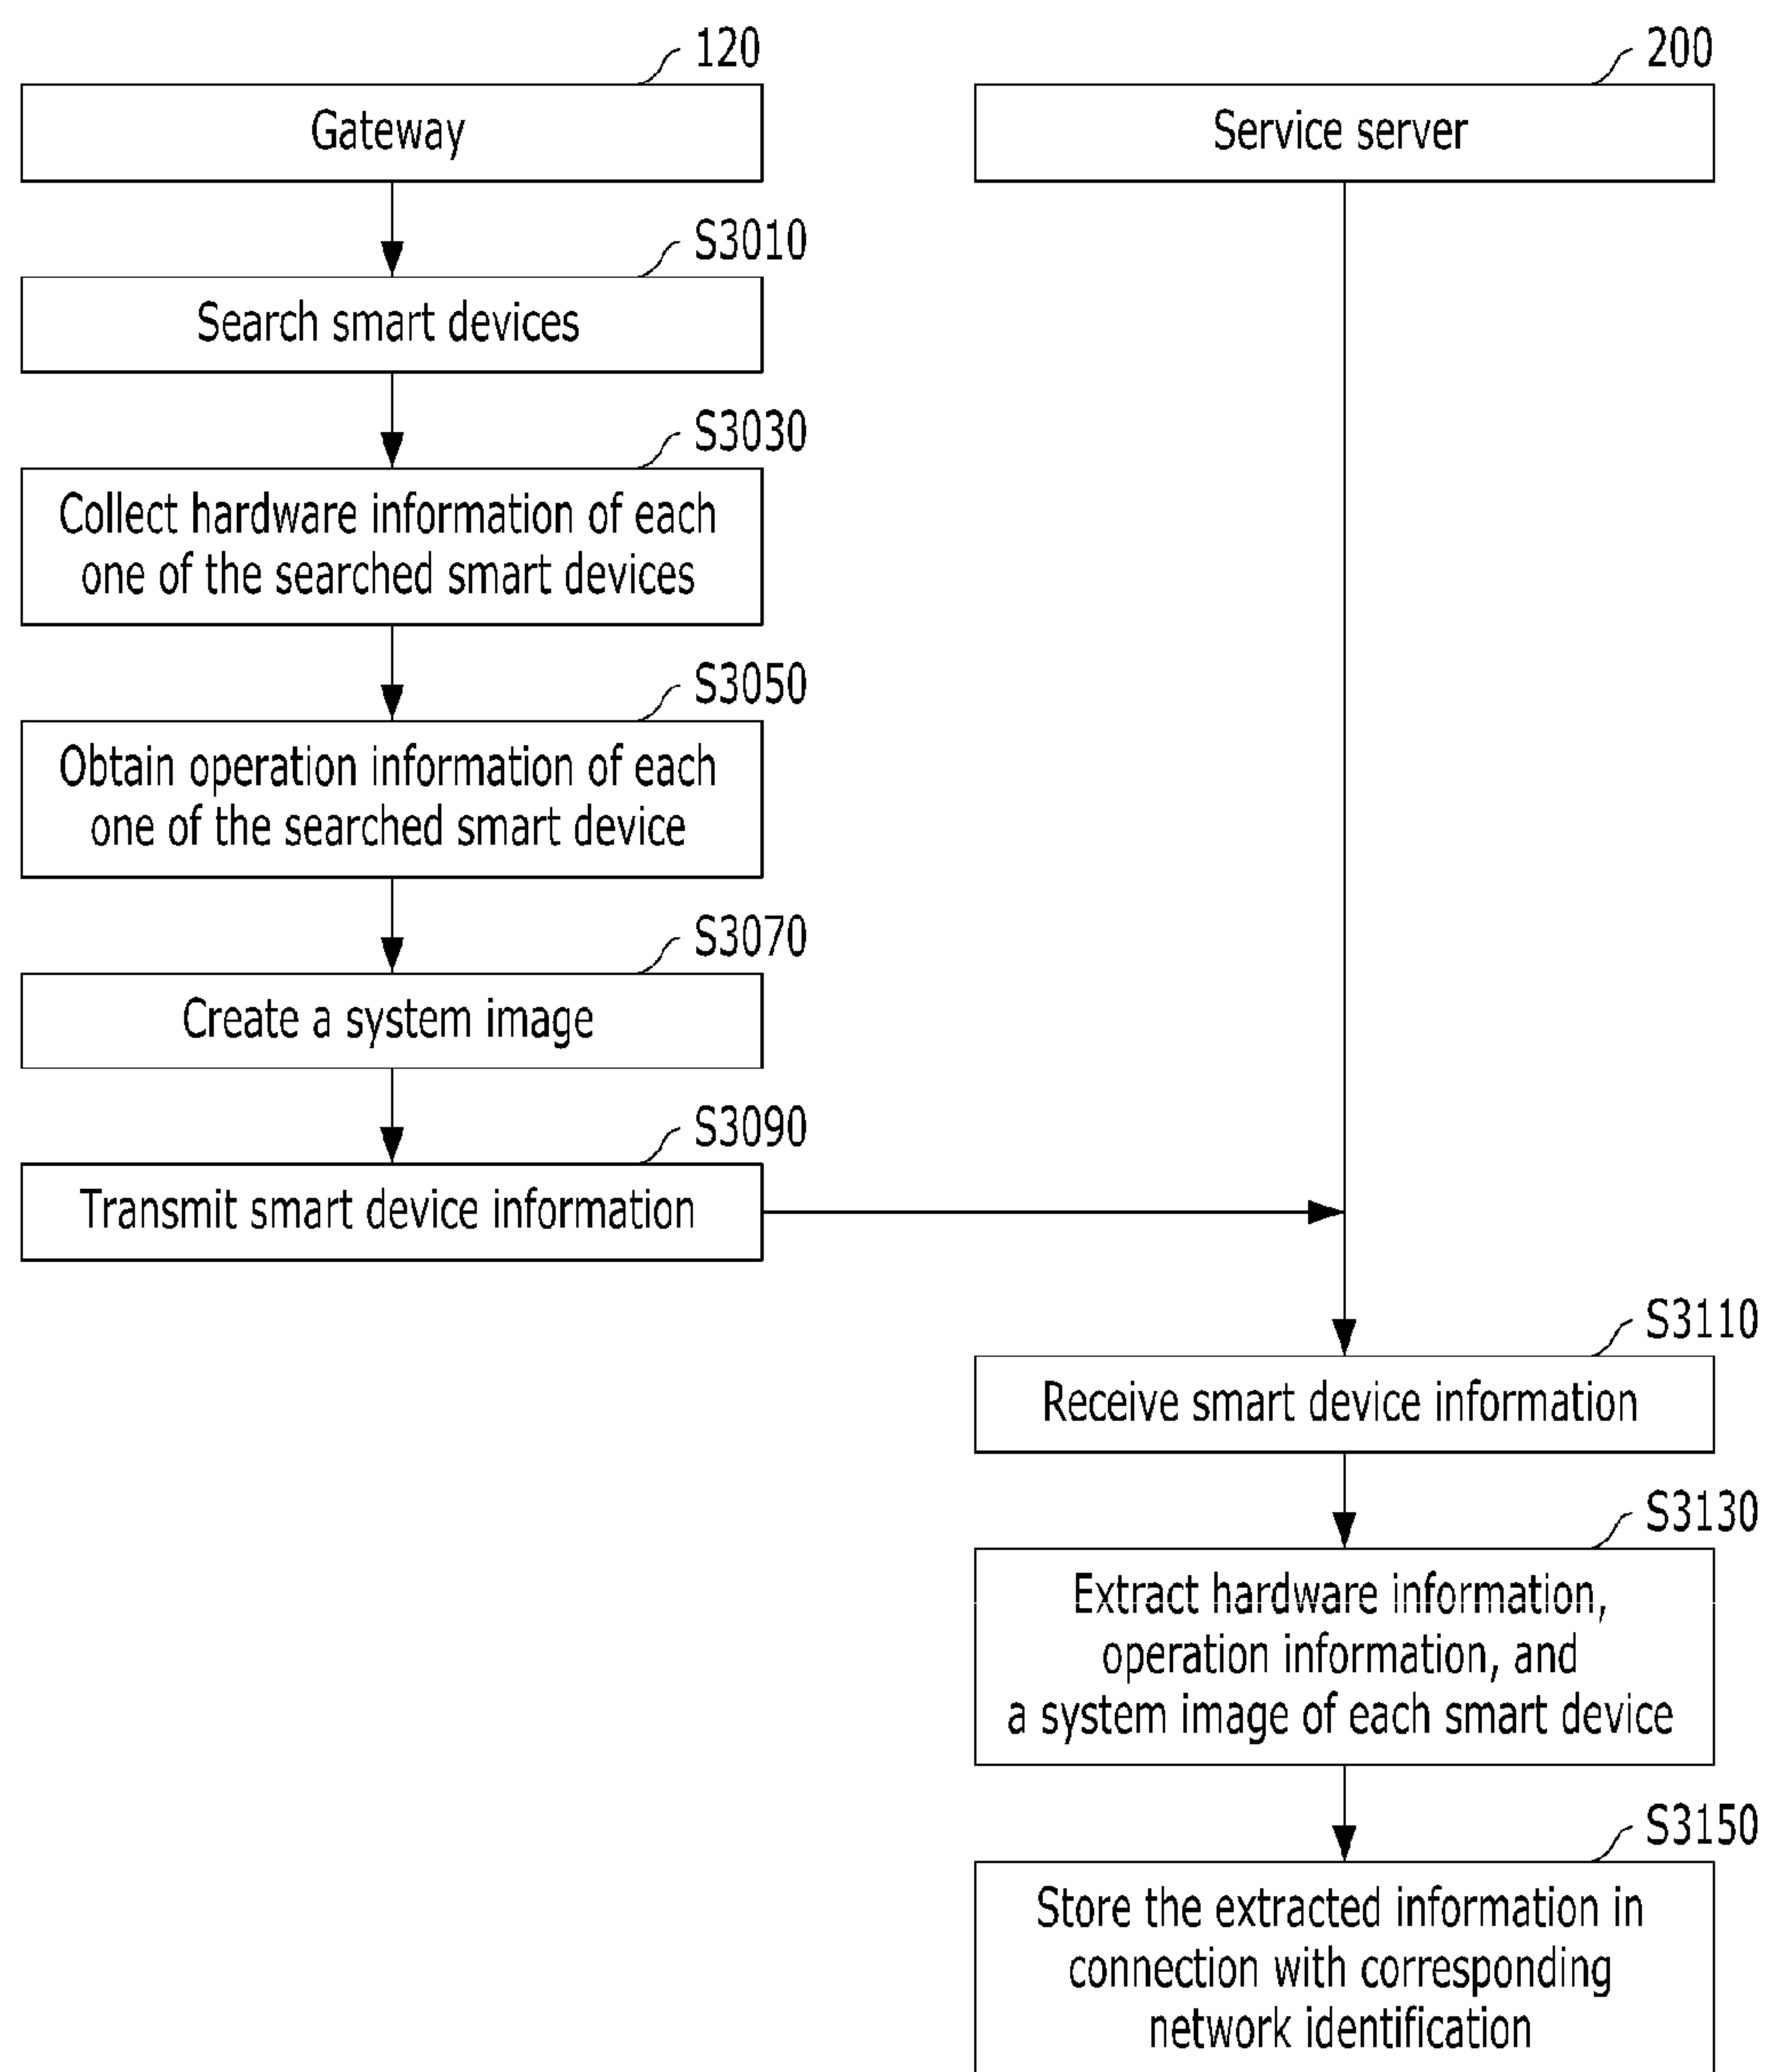 120
Gateway
200
Service server
S3010
Search smart devices
S3030
Collect hardware information of each
one of the searched smart devices
S3050
Obtain operation information of each
one of the searched smart device
S3070
Create a system image
S3090
Transmit smart device information
S3110
Receive smart device information
S3130
Extract hardware information,
operation information, and
a system image of each smart device
S3150
Store the extracted information in
connection with corresponding
network identification